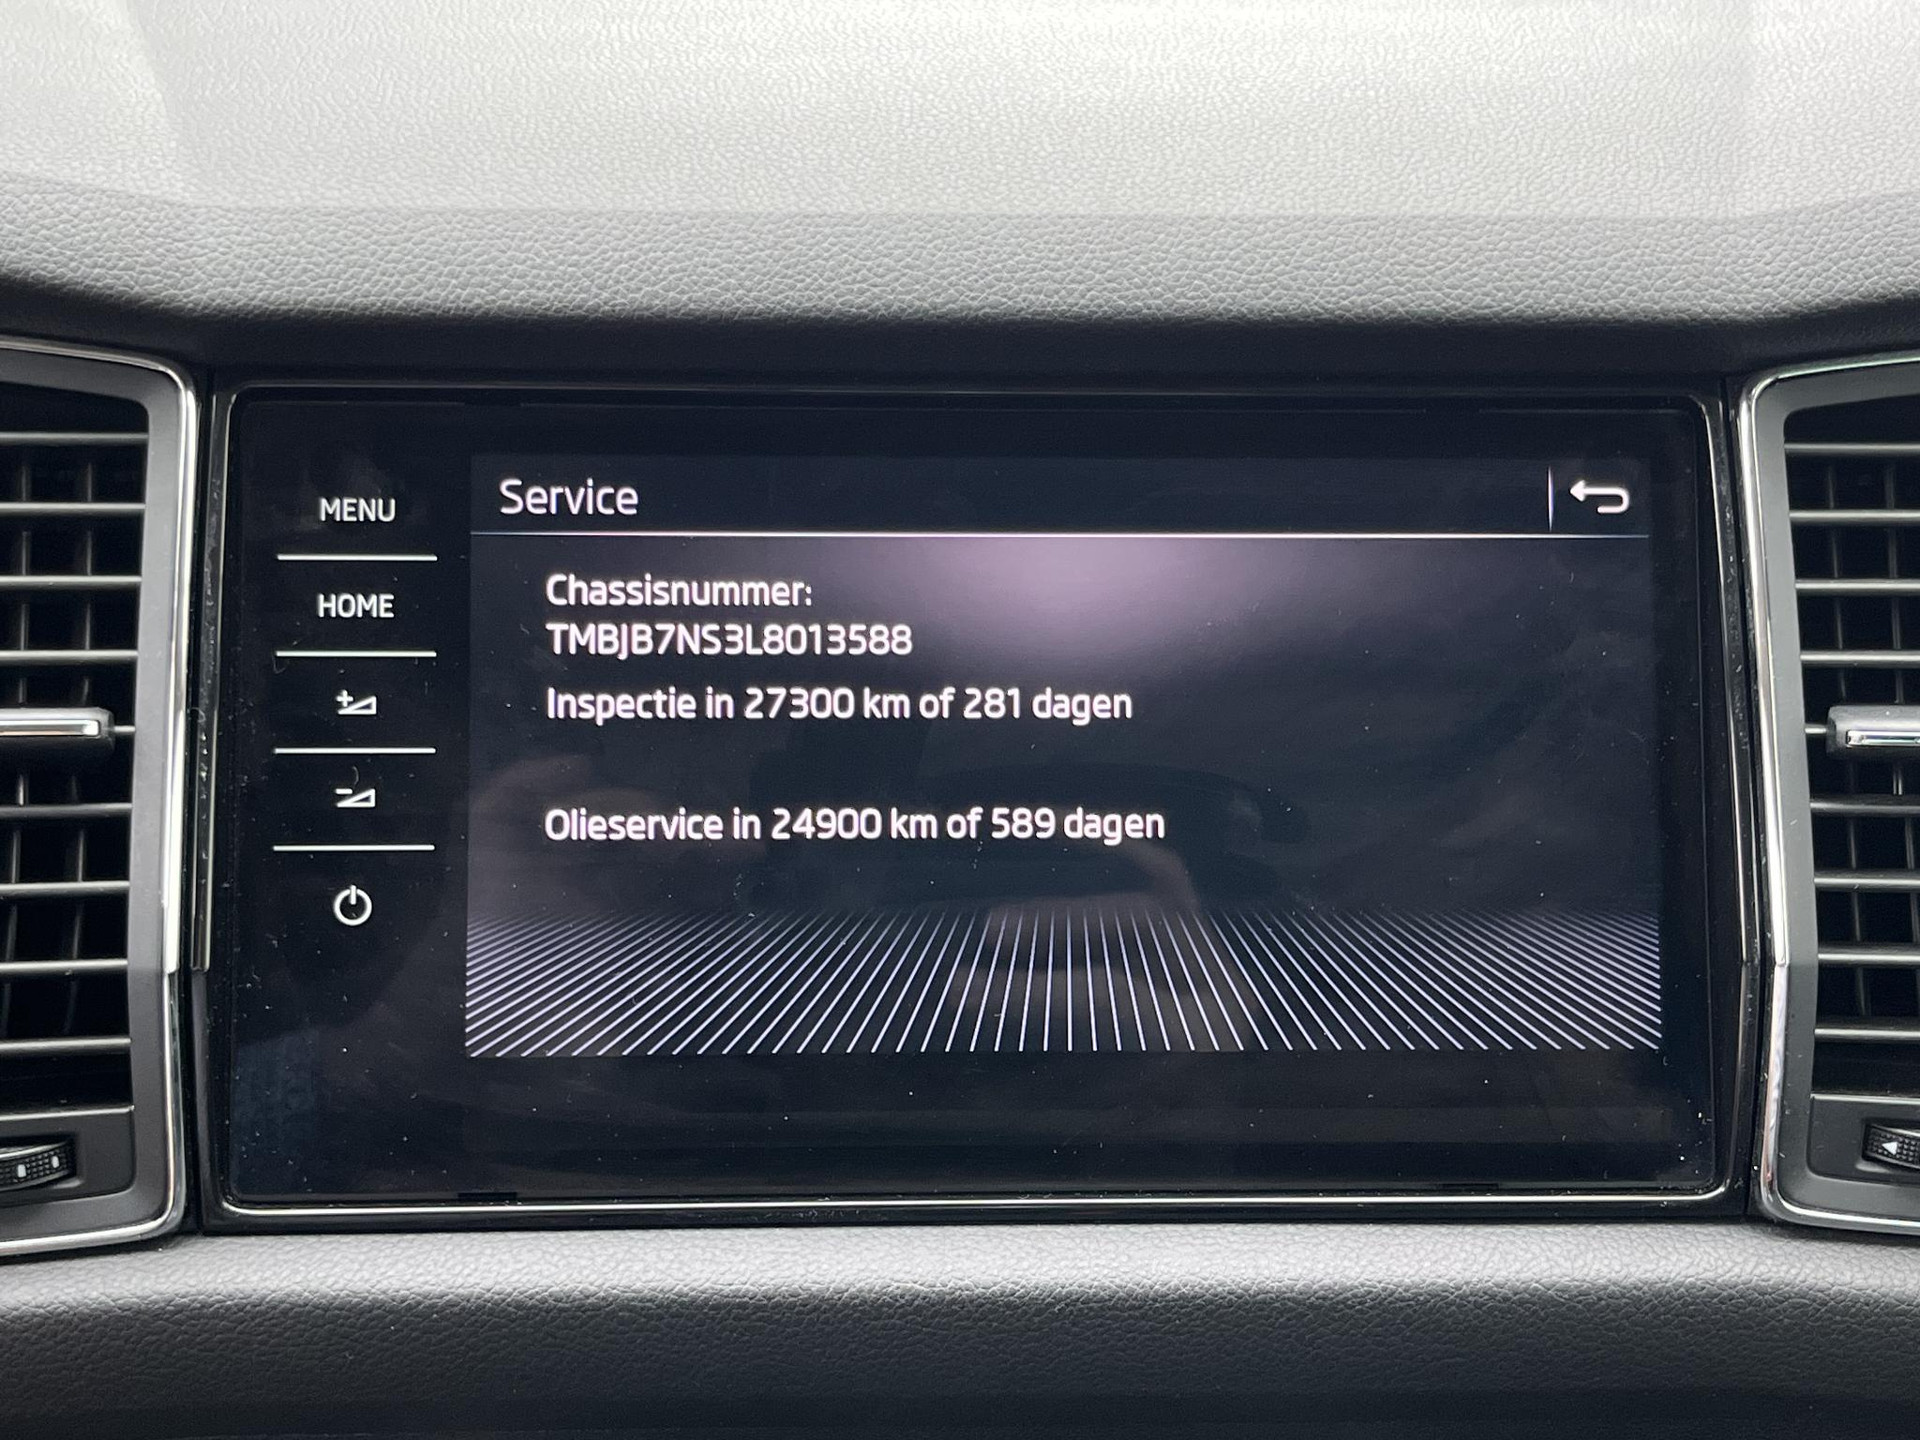 MENU
HOME
Service
Chassisnummer:
TMBJB7NS3L8013588
Inspectie in 27300 km of 281 dagen
Olieservice in 24900 km of 589 dagen